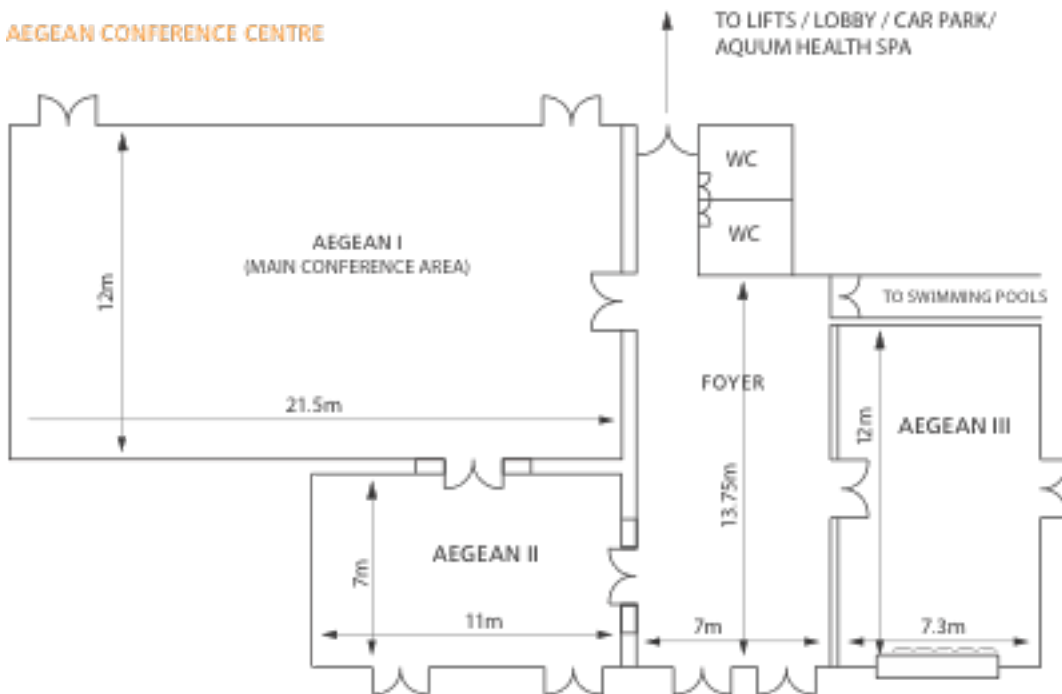 AEGEAN CONFERENCE CENTRE
TO LIFTS / LOBBY / CAR PARK/
AQUUM HEALTH SPA
WC
WC
AEGEAN I
(MAIN CONFERENCE AREA)
12m
21.5m
TO SWIMMING POOLS
FOYER
13.75m
7m
12m
AEGEAN III
7.3m
AEGEAN II
7m
11m